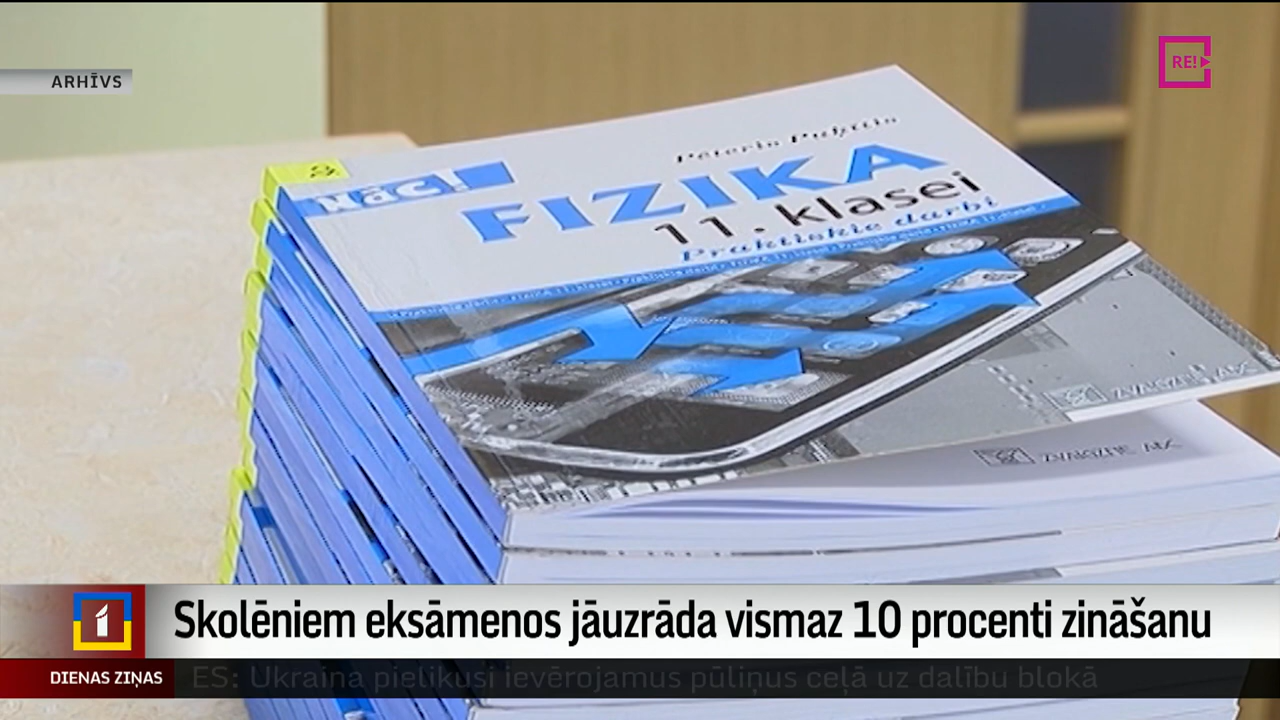 ARHĪVS
RE!
Pēteris Puķītis
Nāc!
FIZIKA
11. klasei
Praktiskie darbi
ZVAIGZNE ABC
ZVAIGZNE ABC
1
Skolēniem eksāmenos jāuzrāda vismaz 10 procenti zināšanu
DIENAS ZIŅAS
ES: Ukraina pielikusi ievērojamus pūliņus ceļā uz dalību blokā